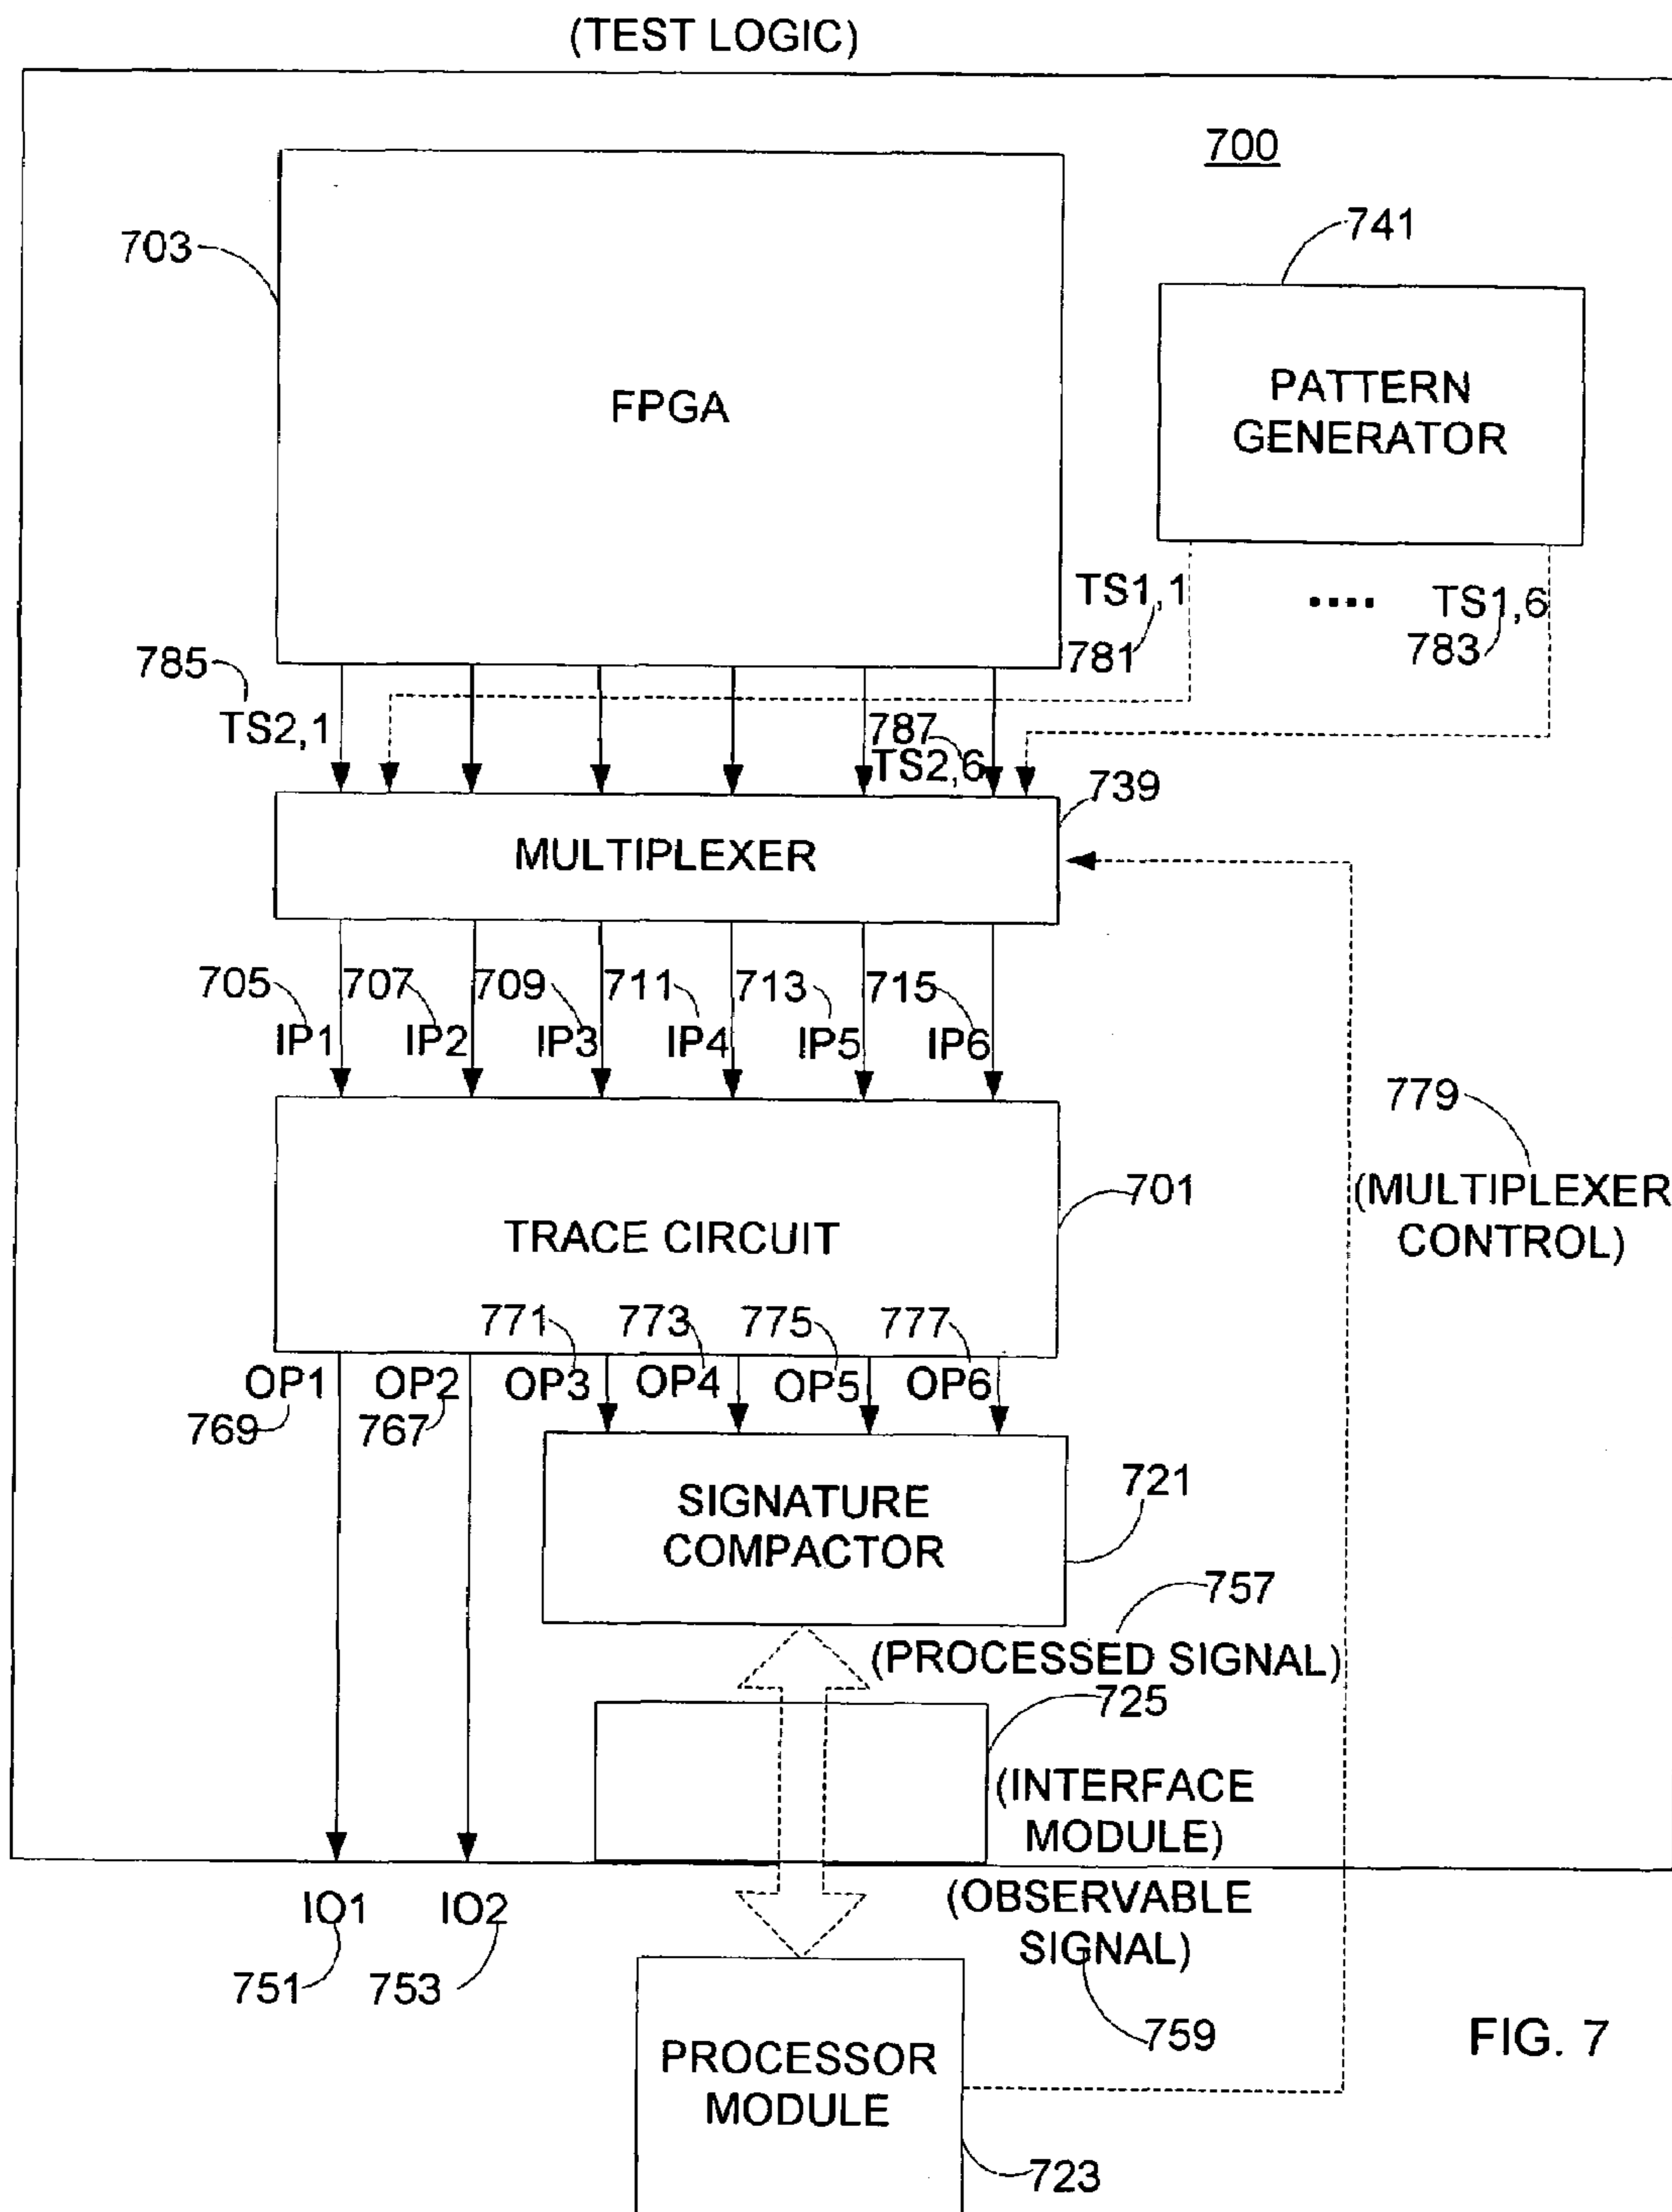 (TEST LOGIC)
700
703
741
FPGA
PATTERN
GENERATOR
TS1,1
781
....
TS1,6
783
785
TS2,1
787
TS2,6
739
MULTIPLEXER
705
707
709
711
713
715
IP1
IP2
IP3
IP4
IP5
IP6
779
(MULTIPLEXER
CONTROL)
701
TRACE CIRCUIT
771
773
775
777
OP1
OP2
OP3
OP4
OP5
OP6
769
767
SIGNATURE
COMPACTOR
721
757
(PROCESSED SIGNAL)
725
(INTERFACE
MODULE)
(OBSERVABLE
SIGNAL)
IO1
IO2
751
753
759
FIG. 7
PROCESSOR
MODULE
723